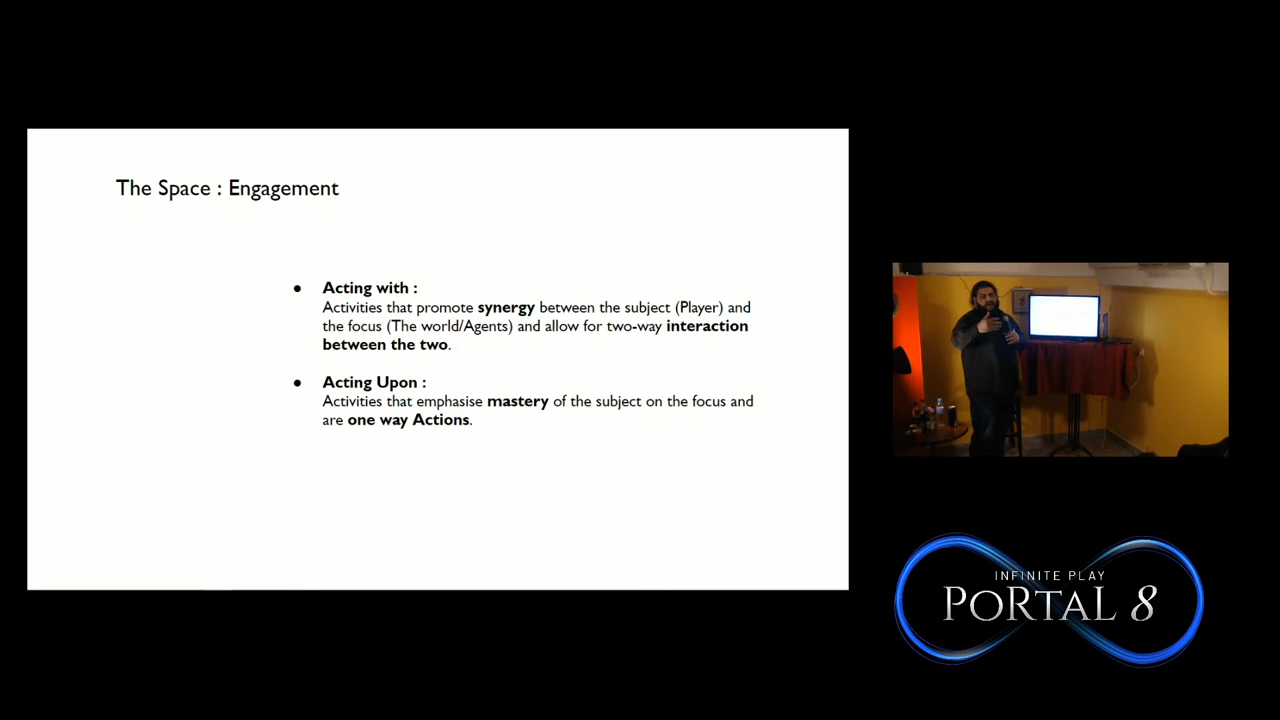 The Space : Engagement
● Acting with :
Activities that promote synergy between the subject (Player) and
the focus (The world/Agents) and allow for two-way interaction
between the two.
● Acting Upon :
Activities that emphasise mastery of the subject on the focus and
are one way Actions.
INFINITE PLAY
PORTAL 8